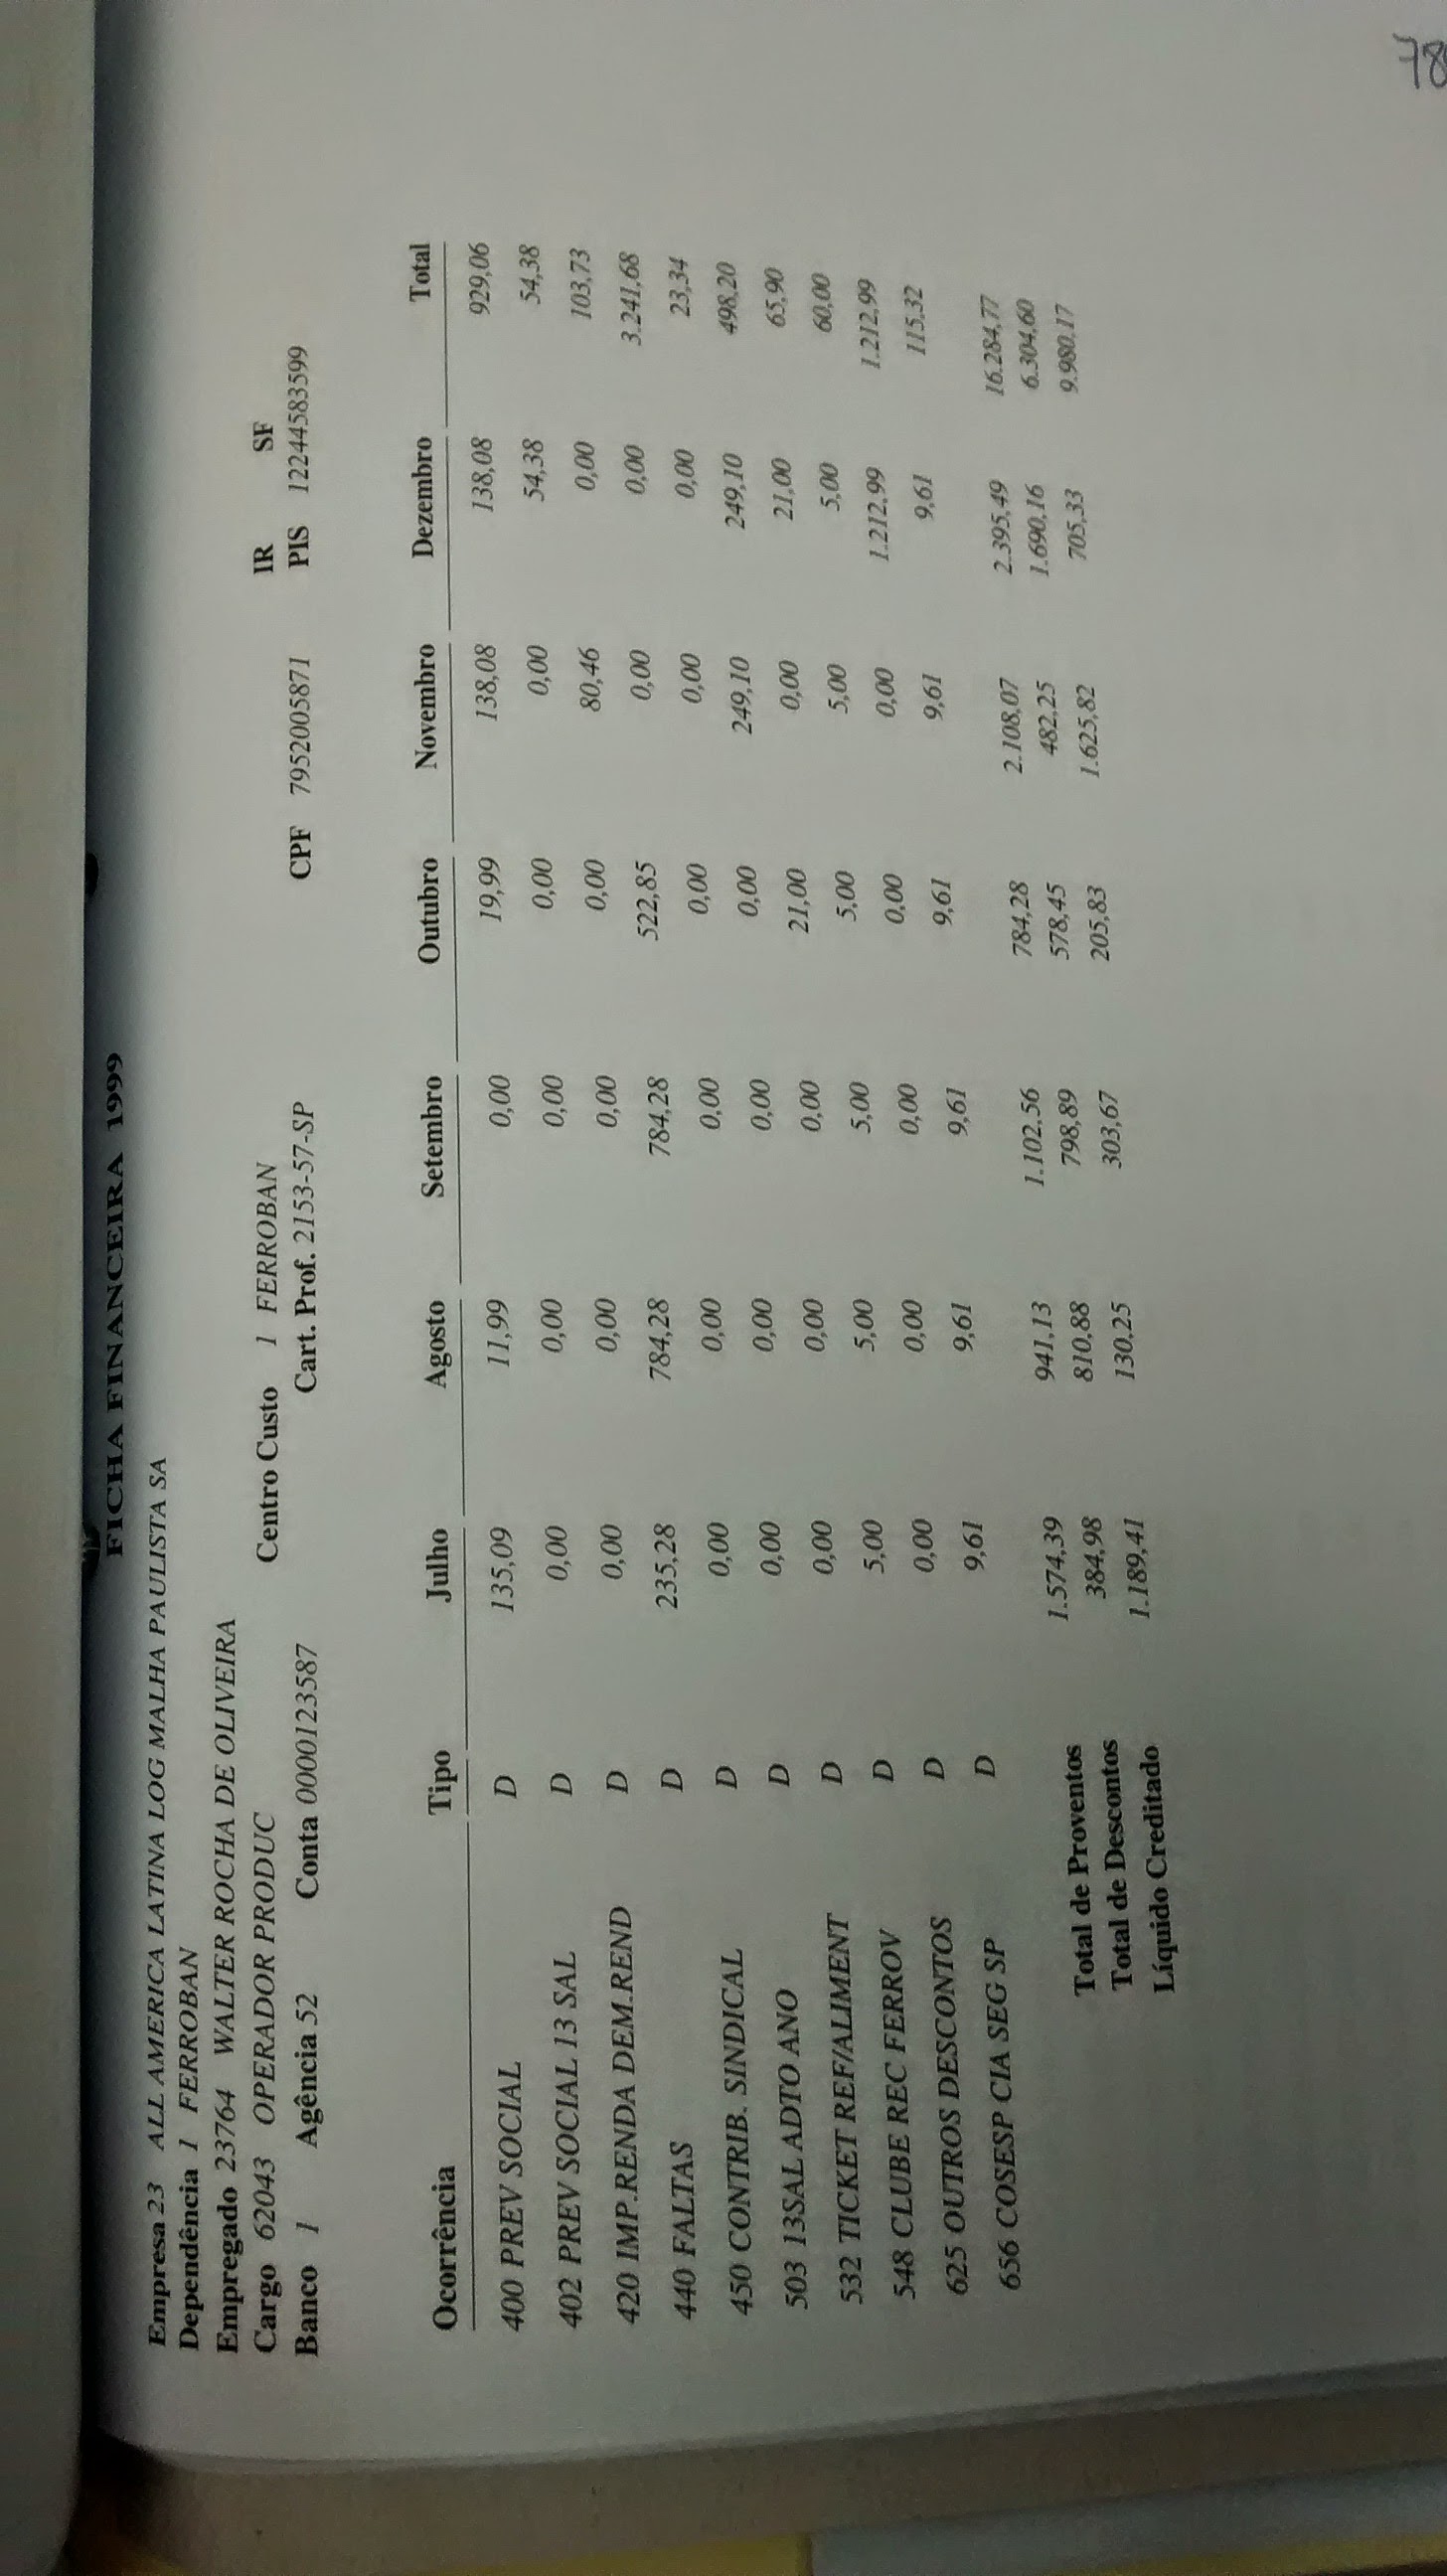 78
FICHA FINANCEIRA 1999
Empresa 23 ALL AMERICA LATINA LOG MALHA PAULISTA SA
Dependência 1 FERROBAN
Empregado 23764 WALTER ROCHA DE OLIVEIRA
Cargo 62043 OPERADOR PRODUC Centro Custo 1 FERROBAN IR SF
Banco 1 Agência 52 Conta 0000123587 Cart. Prof. 2153-57-SP CPF 7952005871 PIS 12244583599
Ocorrência Tipo Julho Agosto Setembro Outubro Novembro Dezembro Total
400 PREV SOCIAL D 135,09 11,99 0,00 19,99 138,08 138,08 929,06
402 PREV SOCIAL 13 SAL D 0,00 0,00 0,00 0,00 0,00 54,38 54,38
420 IMP.RENDA DEM.REND D 0,00 0,00 0,00 0,00 80,46 0,00 103,73
440 FALTAS D 235,28 784,28 784,28 522,85 0,00 0,00 3.241,68
450 CONTRIB. SINDICAL D 0,00 0,00 0,00 0,00 0,00 0,00 23,34
503 13SAL ADTO ANO D 0,00 0,00 0,00 0,00 249,10 249,10 498,20
532 TICKET REF/ALIMENT D 0,00 0,00 0,00 21,00 0,00 21,00 65,90
548 CLUBE REC FERROV D 5,00 5,00 5,00 5,00 5,00 5,00 60,00
625 OUTROS DESCONTOS D 0,00 0,00 0,00 0,00 0,00 1.212,99 1.212,99
656 COSESP CIA SEG SP D 9,61 9,61 9,61 9,61 9,61 9,61 115,32
Total de Proventos 1.574,39 941,13 1.102,56 784,28 2.108,07 2.395,49 16.284,77
Total de Descontos 384,98 810,88 798,89 578,45 482,25 1.690,16 6.304,60
Líquido Creditado 1.189,41 130,25 303,67 205,83 1.625,82 705,33 9.980,17